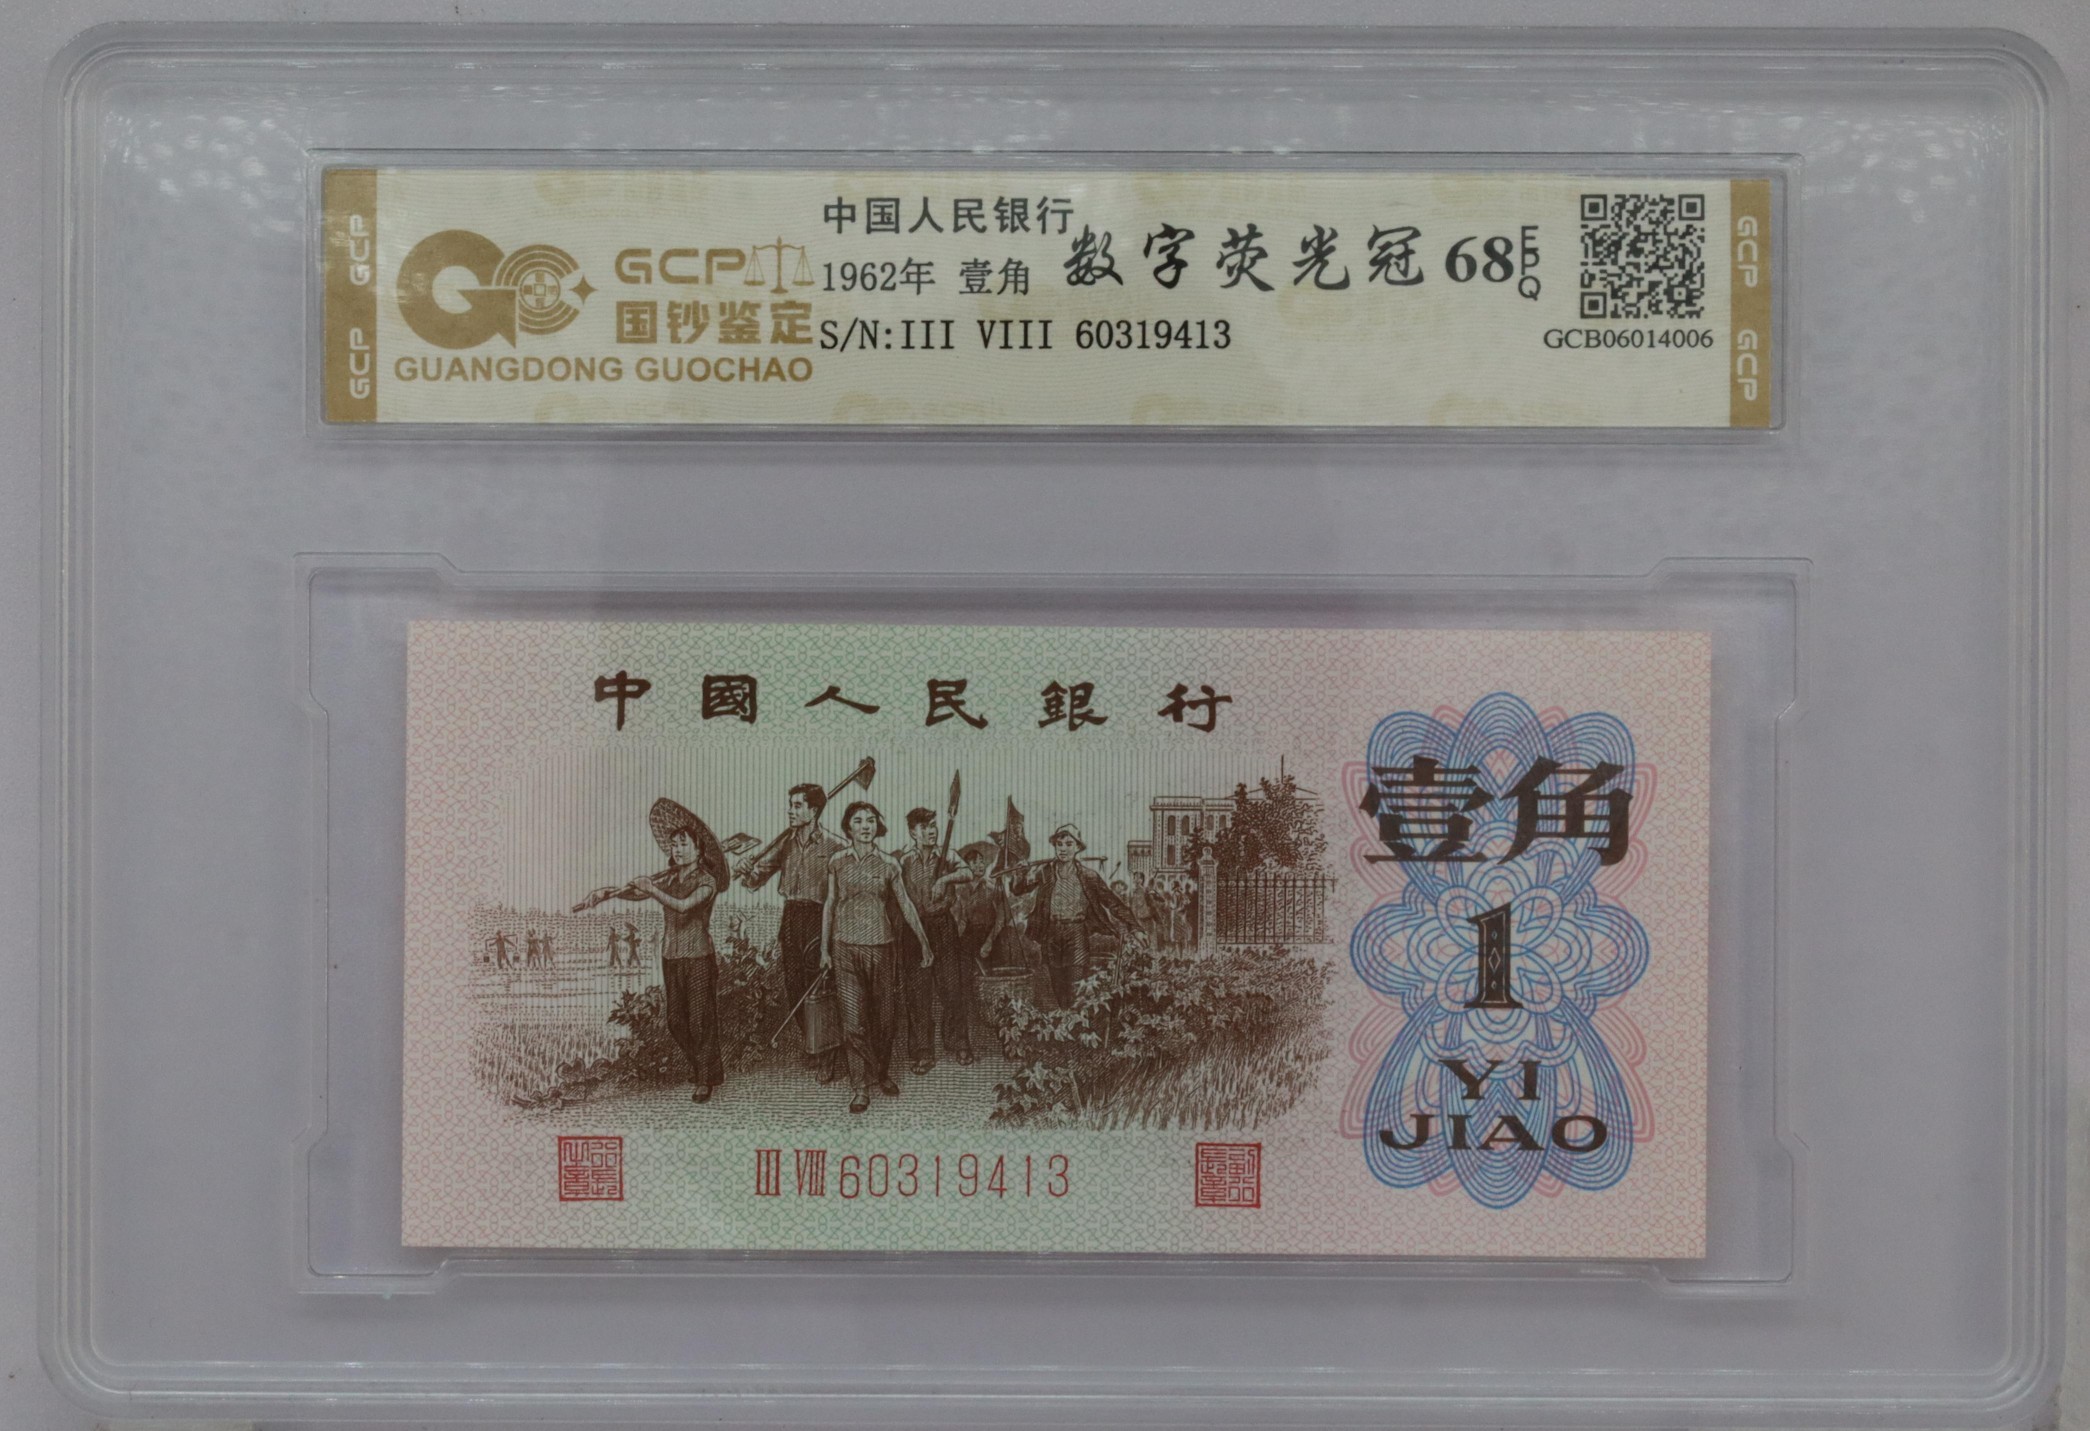 GCP GCP
GCP
国钞鉴定
GUANGDONG GUOCHAO
中国人民银行
1962年 壹角
S/N:III VIII 60319413
数字荧光冠 68 EPQ
GCB06014006
GCP GCP
中國人民銀行
壹角
1
YI
JIAO
III VIII 60319413